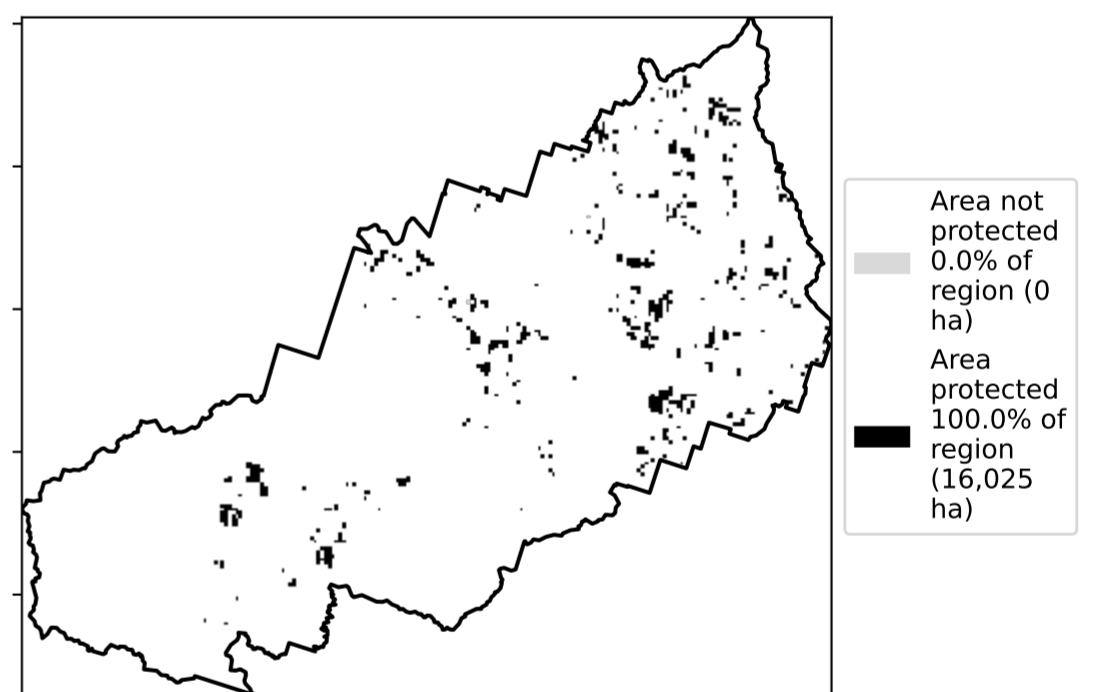 Area not
protected
0.0% of
region (0
ha)
Area
protected
100.0% of
region
(16,025
ha)